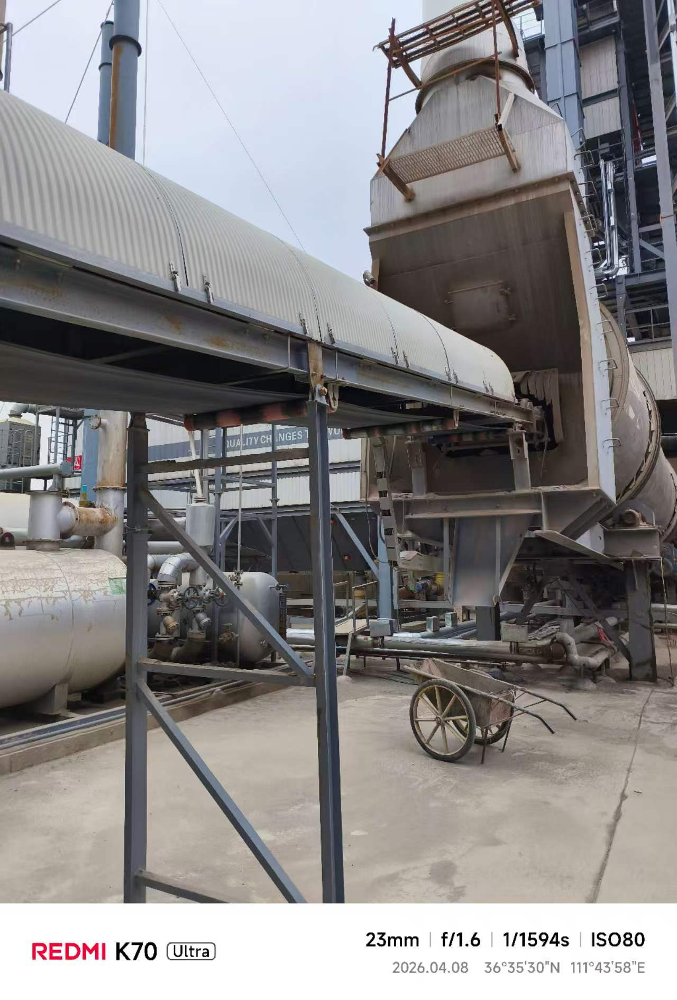 QUALITY CHANGES T
REDMI K70 Ultra
23mm | f/1.6 | 1/1594s | ISO80
2026.04.08 36°35'30"N 111°43'58"E